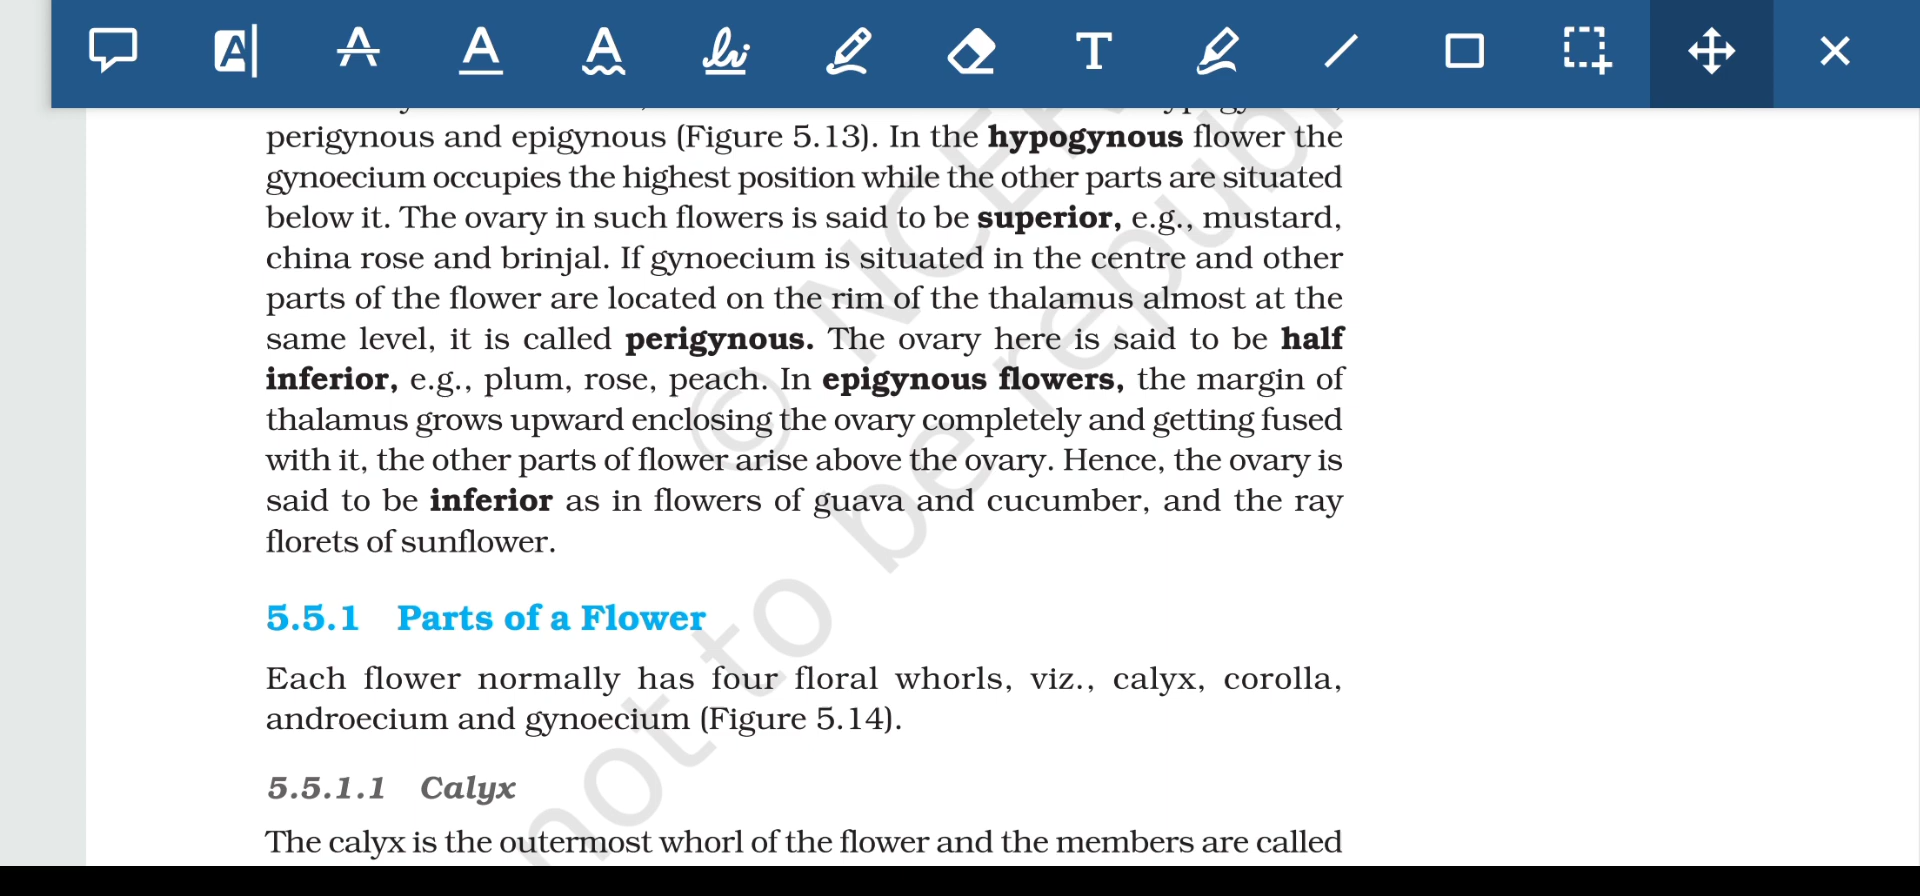 perigynous and epigynous (Figure 5.13). In the hypogynous flower the
gynoecium occupies the highest position while the other parts are situated
below it. The ovary in such flowers is said to be superior, e.g., mustard,
china rose and brinjal. If gynoecium is situated in the centre and other
parts of the flower are located on the rim of the thalamus almost at the
same level, it is called perigynous. The ovary here is said to be half
inferior, e.g., plum, rose, peach. In epigynous flowers, the margin of
thalamus grows upward enclosing the ovary completely and getting fused
with it, the other parts of flower arise above the ovary. Hence, the ovary is
said to be inferior as in flowers of guava and cucumber, and the ray
florets of sunflower.
5.5.1 Parts of a Flower
Each flower normally has four floral whorls, viz., calyx, corolla,
androecium and gynoecium (Figure 5.14).
5.5.1.1 Calyx
The calyx is the outermost whorl of the flower and the members are called
© NCER
not to be republ